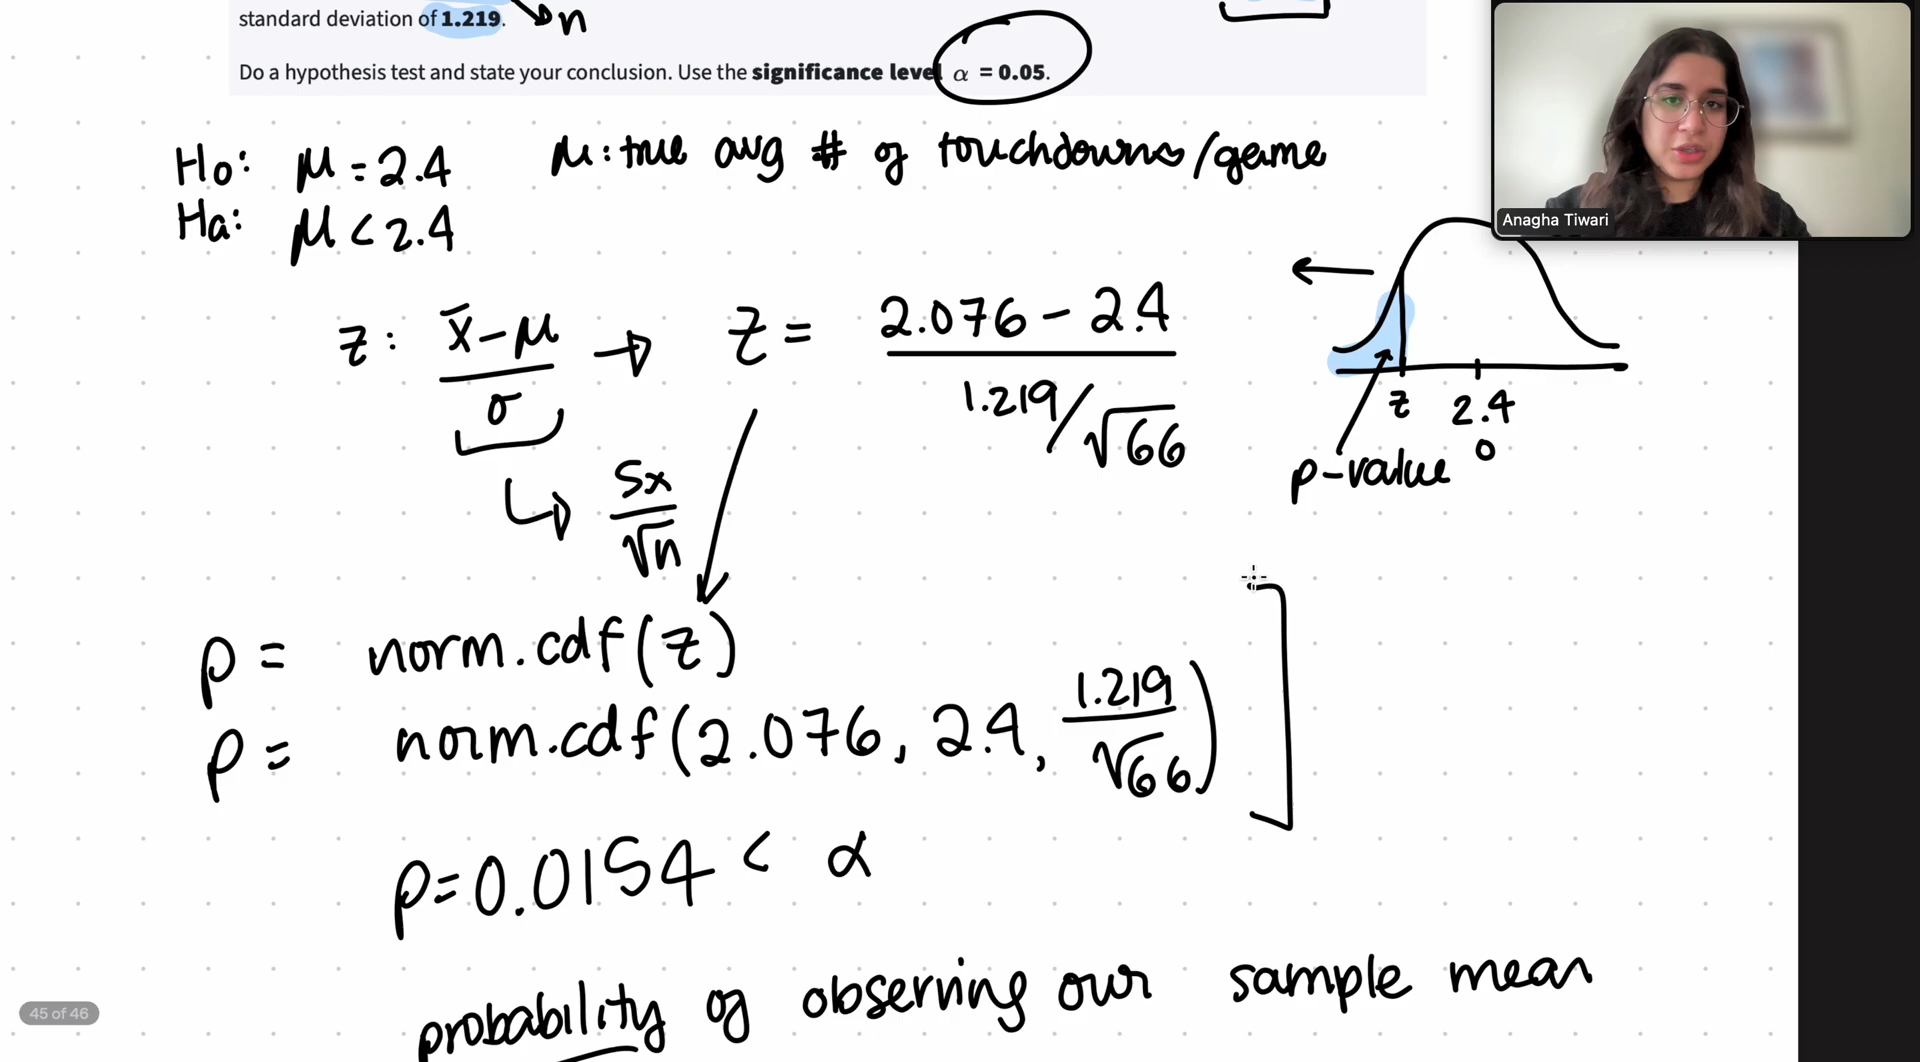 standard deviation of 1.219.
n
Do a hypothesis test and state your conclusion. Use the significance level α = 0.05.
Anagha Tiwari
Ho: μ = 2.4
μ: true avg # of touchdowns/game
Ha: μ < 2.4
z: x̄ - μ / σ → z = 2.076 - 2.4 / 1.219/√66
Sx / √n
z 2.4
0
p-value
p = norm.cdf(z)
p = norm.cdf(2.076, 2.4, 1.219/√66)
p = 0.0154 < α
probability of observing our sample mean
45 of 46